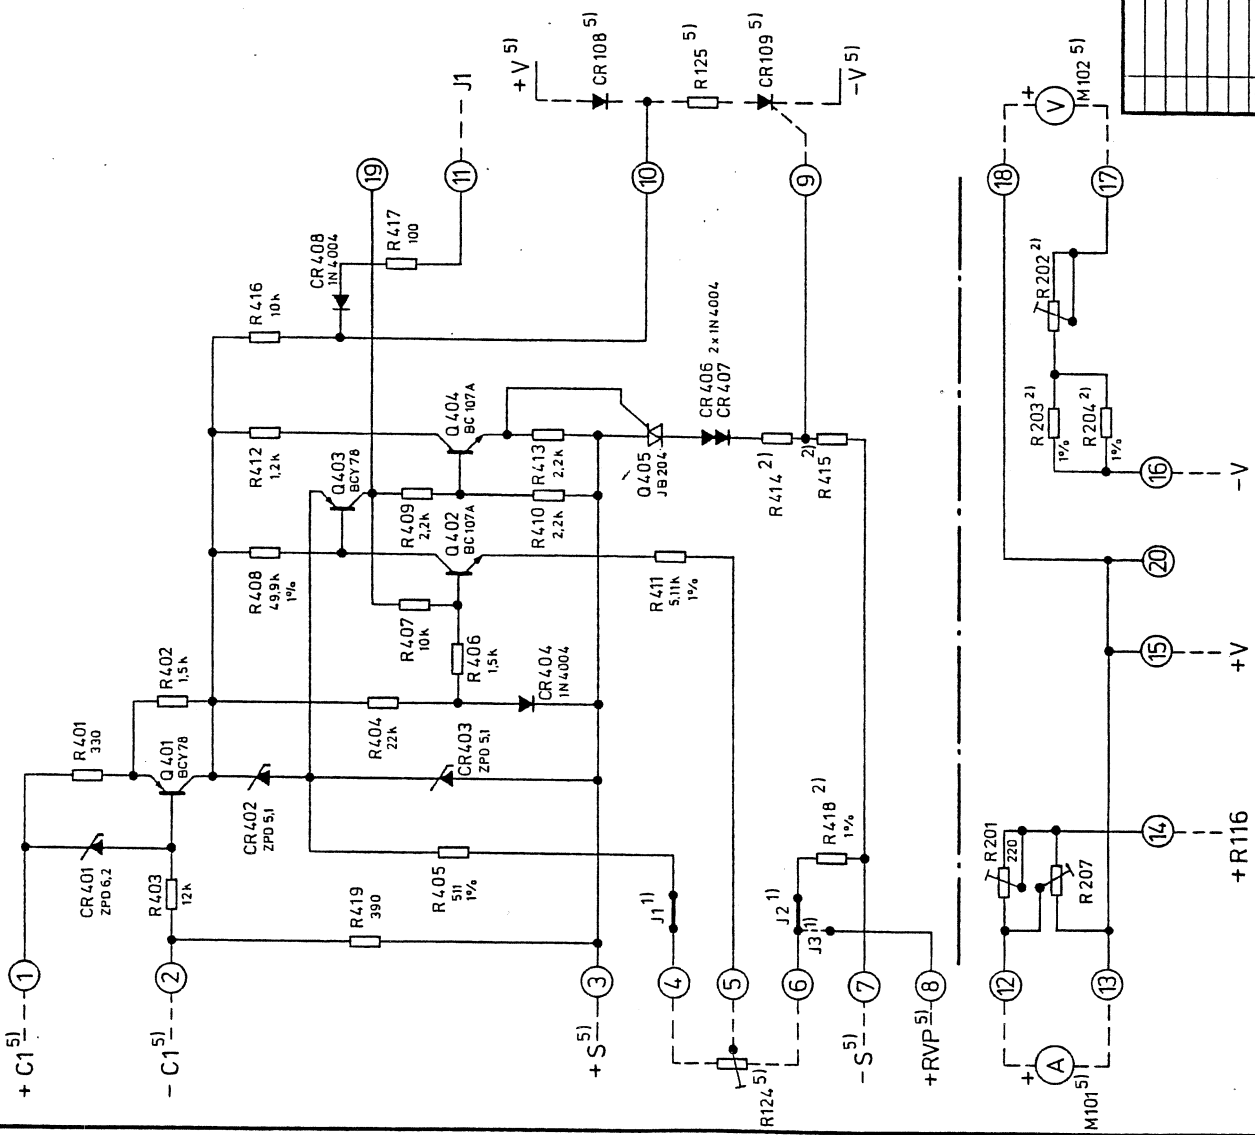 + C1 5)
1
- C1 5)
2
+ S 5)
3
4
5
6
- S 5)
7
+RVP 5)
8
R124 5)
CR401
ZPD 6,2
R403
12k
R401
330
Q401
BCY78
R402
1,5k
CR402
ZPD 5,1
R419
390
R405
511
1%
J1 1)
J2 1)
J3 1)
R418 2)
1%
R404
22k
CR403
ZPD 5,1
CR404
1N4004
R406
1,5k
R407
10k
R408
49,9k
1%
Q402
BC107A
R411
5,11K
1%
Q403
BCY78
R409
2,2k
R410
2,2k
R412
1,2k
Q404
BC107A
R413
2,2k
Q405
JB204
CR406
CR407
2x1N4004
R414 2)
R415 2)
R416
10k
CR408
1N4004
R417
100
19
11
J1
10
9
+V 5)
CR108 5)
R125 5)
CR109 5)
-V 5)
M101 5)
A
+
12
13
R201
220
R207
14
+R116
15
+V
20
16
-V
R203 2)
1%
R204 2)
1%
R202 2)
18
17
+
V
M102 5)